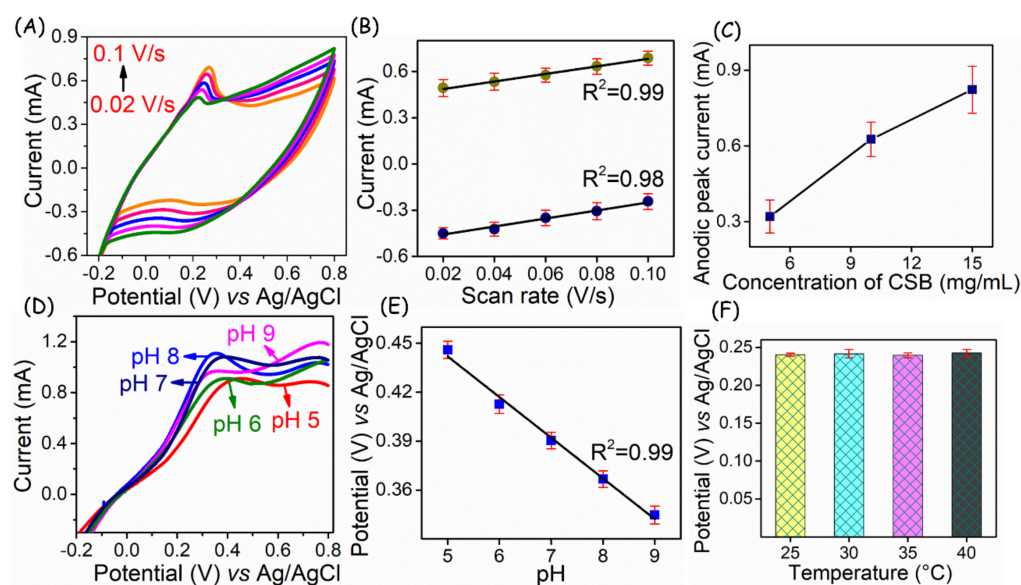 (A)
0.1 V/s
0.02 V/s
0.9
0.6
0.3
0.0
-0.3
-0.6
Current (mA)
-0.2 0.0 0.2 0.4 0.6 0.8
Potential (V) vs Ag/AgCl
(B)
R²=0.99
R²=0.98
0.6
0.0
-0.6
Current (mA)
0.02 0.04 0.06 0.08 0.10
Scan rate (V/s)
(C)
0.9
0.6
0.3
Anodic peak current (mA)
6 9 12 15
Concentration of CSB (mg/mL)
(D)
pH 9
pH 8
pH 7
pH 6
pH 5
1.2
0.8
0.4
0.0
Current (mA)
-0.2 0.0 0.2 0.4 0.6 0.8
Potential (V) vs Ag/AgCl
(E)
R²=0.99
0.45
0.42
0.39
0.36
Potential (V) vs Ag/AgCl
5 6 7 8 9
pH
(F)
0.25
0.20
0.15
0.10
0.05
Potential (V) vs Ag/AgCl
25 30 35 40
Temperature (°C)